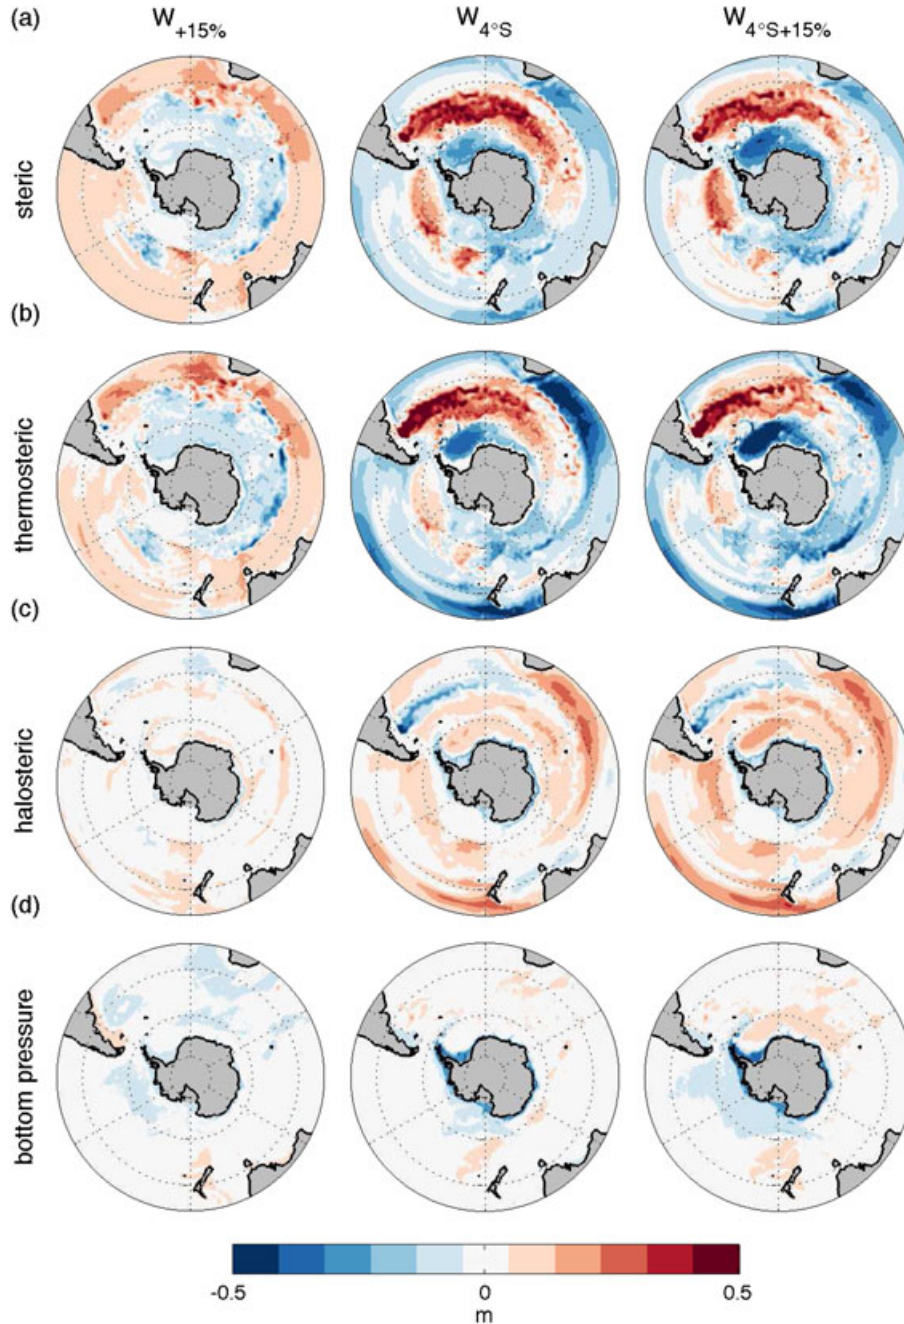 (a)
W+15%
W4°S
W4°S+15%
steric
(b)
thermosteric
(c)
halosteric
(d)
bottom pressure
-0.5
0
0.5
m